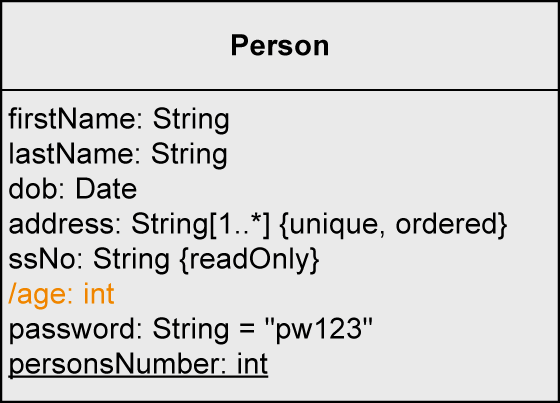 Person
firstName: String
lastName: String
dob: Date
address: String[1..*] {unique, ordered}
ssNo: String {readOnly}
/age: int
password: String = "pw123"
personsNumber: int